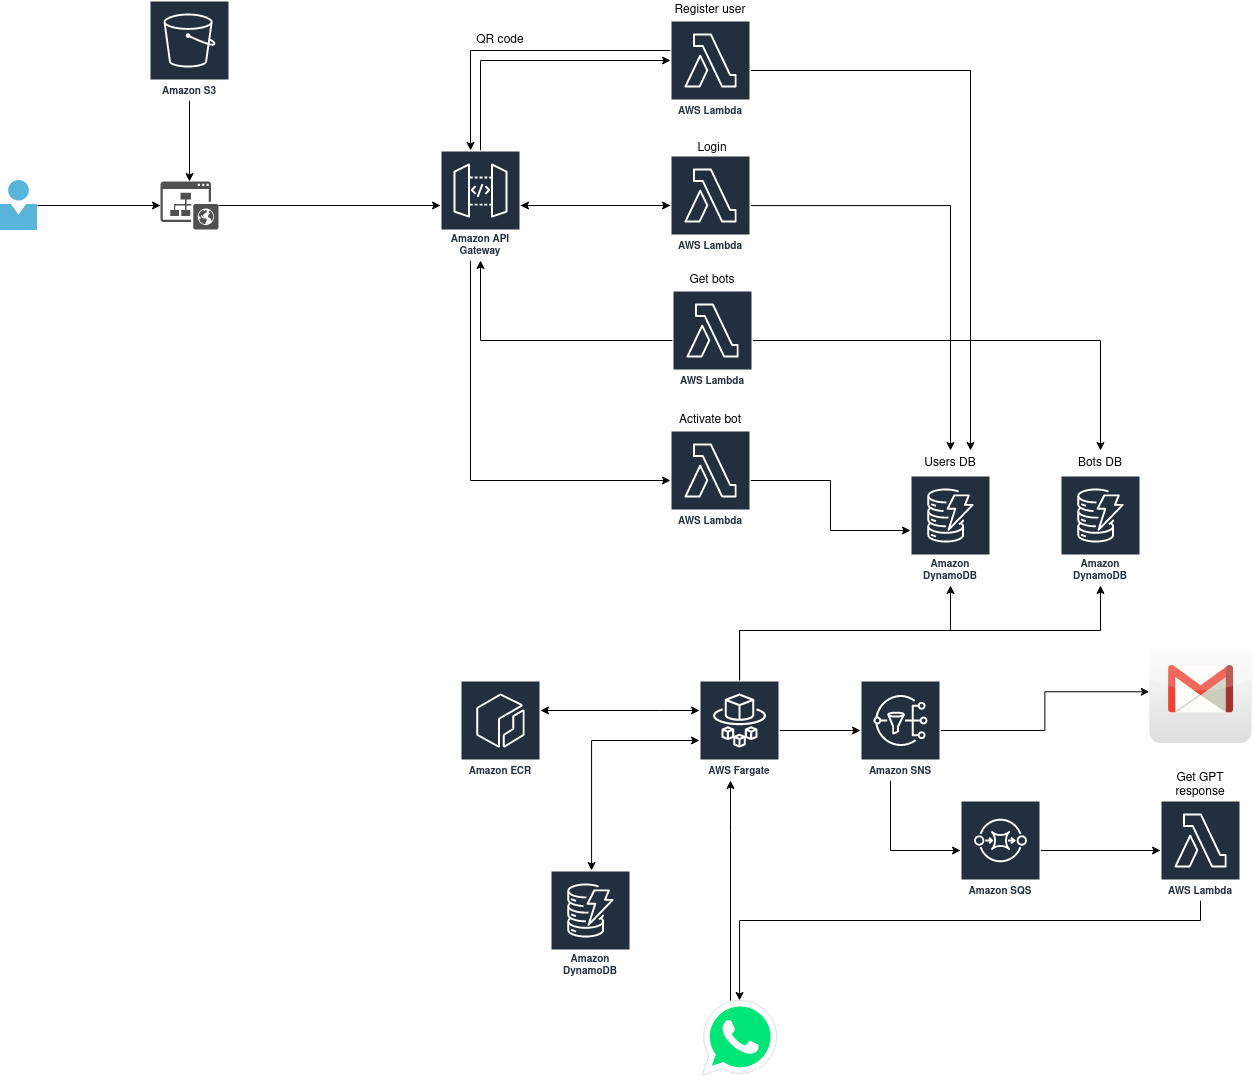 Register user
QR code
Amazon S3
AWS Lambda
Login
Amazon API
Gateway
AWS Lambda
Get bots
AWS Lambda
Activate bot
AWS Lambda
Users DB
Bots DB
Amazon
DynamoDB
Amazon
DynamoDB
Amazon ECR
AWS Fargate
Amazon SNS
Get GPT
response
Amazon SQS
AWS Lambda
Amazon
DynamoDB